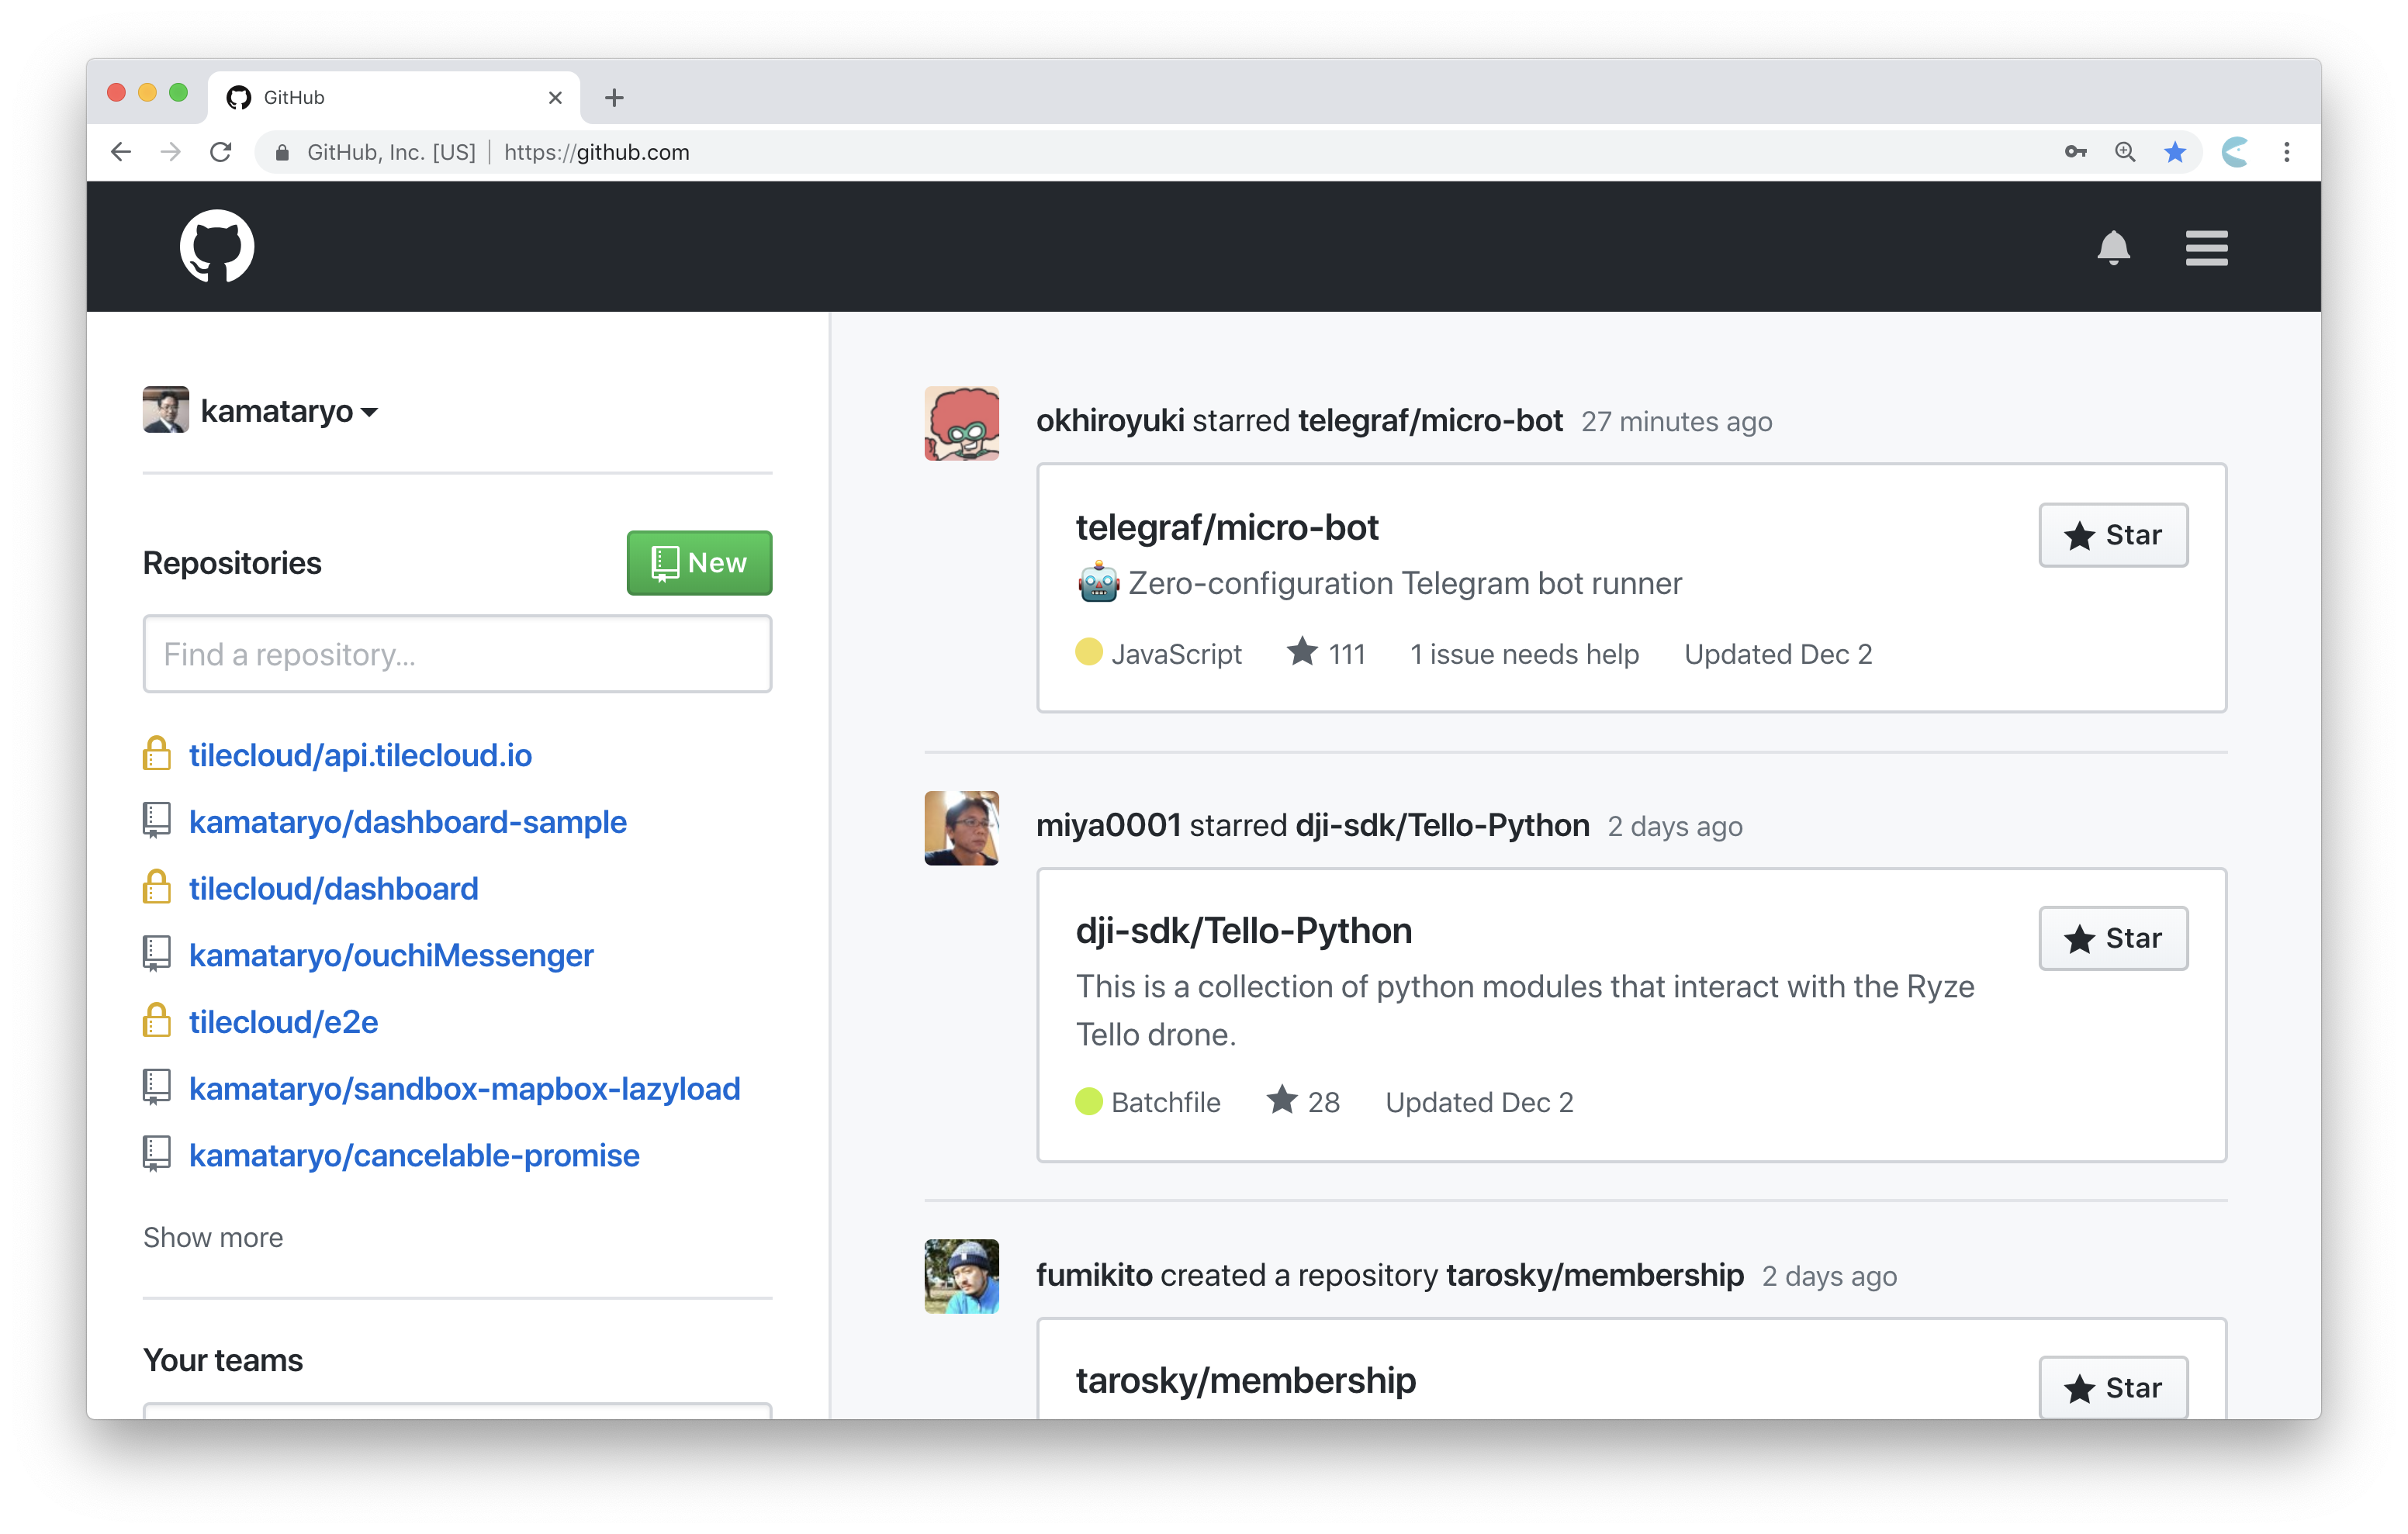 GitHub
GitHub, Inc. [US] | https://github.com
kamataryo
Repositories
New
Find a repository...
tilecloud/api.tilecloud.io
kamataryo/dashboard-sample
tilecloud/dashboard
kamataryo/ouchiMessenger
tilecloud/e2e
kamataryo/sandbox-mapbox-lazyload
kamataryo/cancelable-promise
Show more
Your teams
okhiroyuki starred telegraf/micro-bot 27 minutes ago
telegraf/micro-bot
Star
🤖 Zero-configuration Telegram bot runner
JavaScript 111 1 issue needs help Updated Dec 2
miya0001 starred dji-sdk/Tello-Python 2 days ago
dji-sdk/Tello-Python
Star
This is a collection of python modules that interact with the Ryze
Tello drone.
Batchfile 28 Updated Dec 2
fumikito created a repository tarosky/membership 2 days ago
tarosky/membership
Star